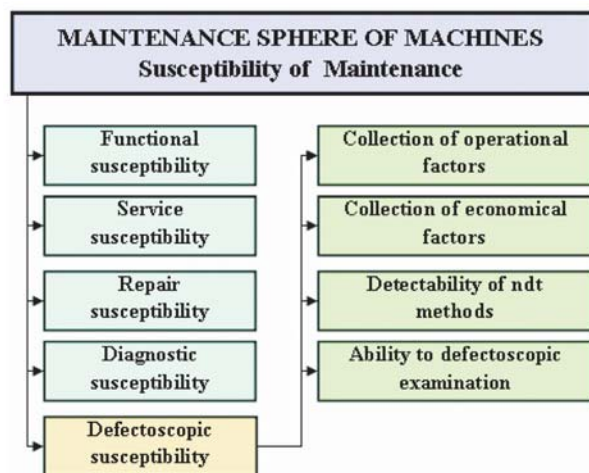 MAINTENANCE SPHERE OF MACHINES
Susceptibility of Maintenance
Functional
susceptibility
Service
susceptibility
Repair
susceptibility
Diagnostic
susceptibility
Defectoscopic
susceptibility
Collection of operational
factors
Collection of economical
factors
Detectability of ndt
methods
Ability to defectoscopic
examination